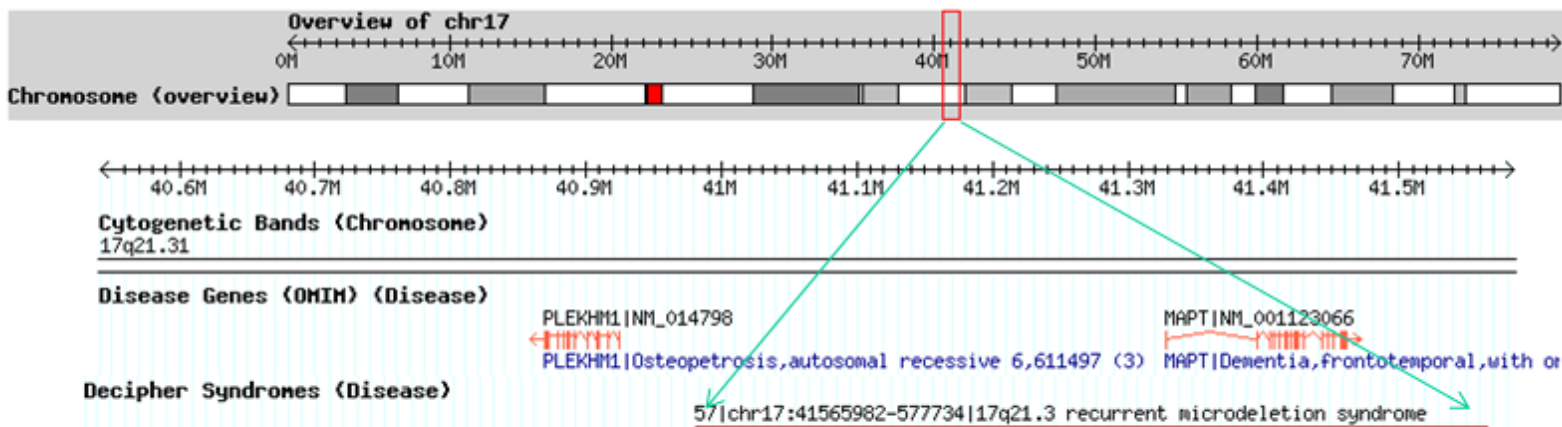 Overview of chr17
0M 10M 20M 30M 40M 50M 60M 70M
Chromosome (overview)
40.6M 40.7M 40.8M 40.9M 41M 41.1M 41.2M 41.3M 41.4M 41.5M
Cytogenetic Bands (Chromosome)
17q21.31
Disease Genes (OMIM) (Disease)
PLEKHM1|NM_014798 MAPT|NM_001123066
PLEKHM1|Osteopetrosis,autosomal recessive 6,611497 (3) MAPT|Dementia,frontotemporal,with or
Decipher Syndromes (Disease)
57|chr17:41565982-577734|17q21.3 recurrent microdeletion syndrome